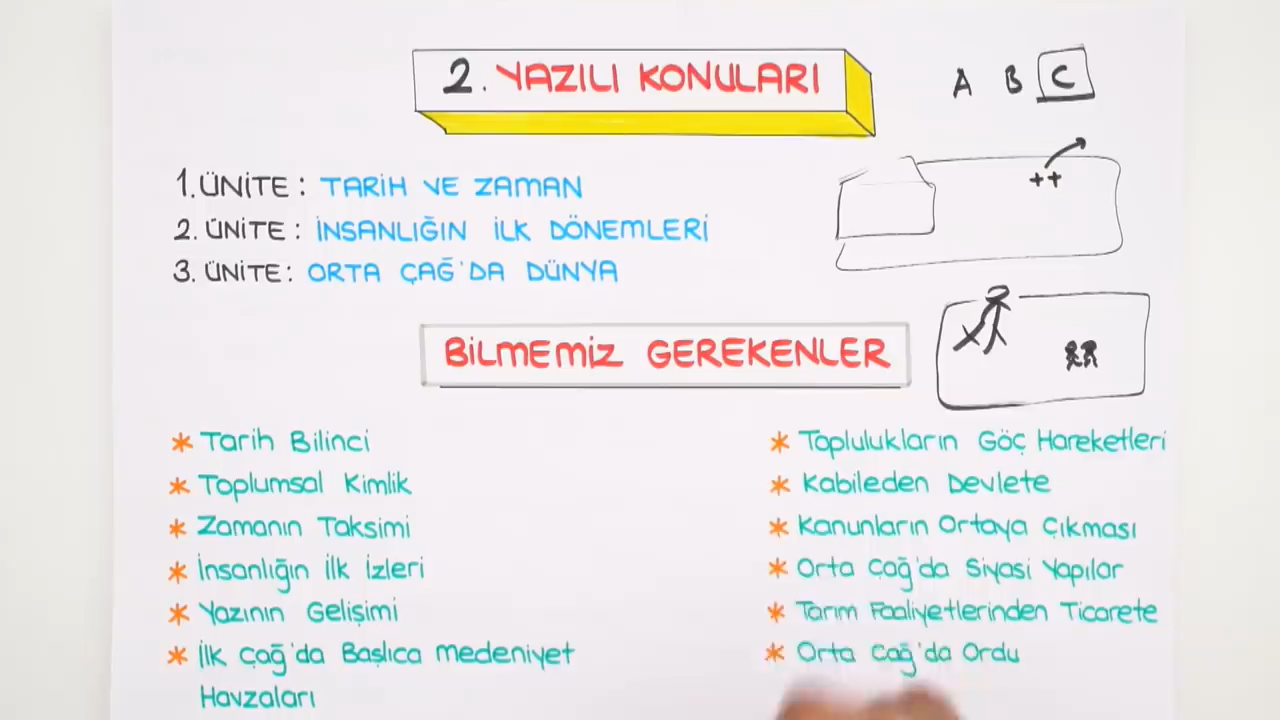 2. YAZILI KONULARI
A B C
1. ÜNİTE: TARİH VE ZAMAN
2. ÜNİTE: İNSANLIĞIN İLK DÖNEMLERİ
3. ÜNİTE: ORTA ÇAĞ'DA DÜNYA
++
BİLMEMİZ GEREKENLER
* Tarih Bilinci
* Toplumsal Kimlik
* Zamanın Taksimi
* İnsanlığın İlk İzleri
* Yazının Gelişimi
* İlk Çağ'da Başlıca Medeniyet
Havzaları
* Toplulukların Göç Hareketleri
* Kabileden Devlete
* Kanunların Ortaya Çıkması
* Orta Çağ'da Siyasi Yapılar
* Tarım Faaliyetlerinden Ticarete
* Orta Çağ'da Ordu